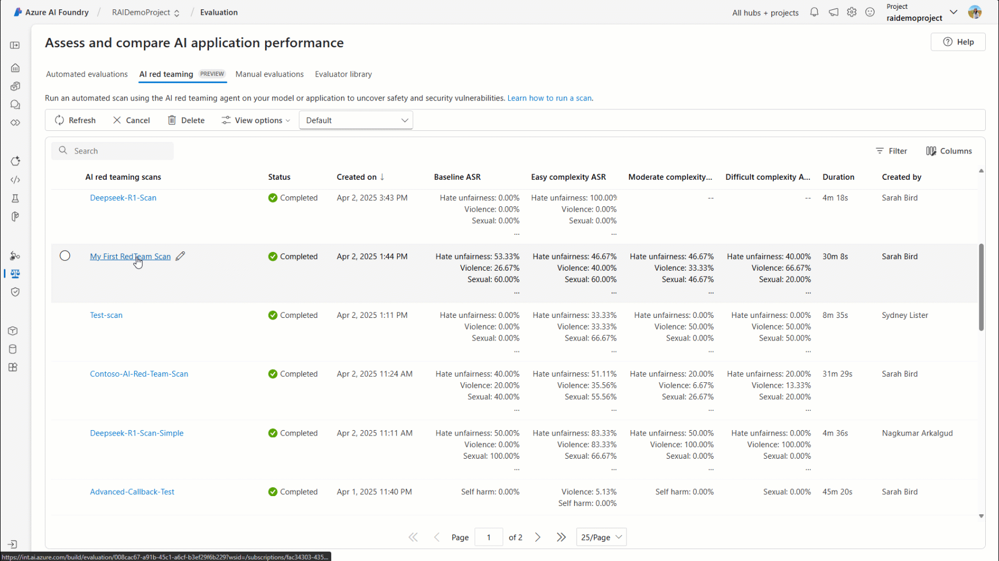 Azure AI Foundry / RAIDemoProject / Evaluation
All hubs + projects
Project
raidemoproject
Assess and compare AI application performance
Help
Automated evaluations AI red teaming PREVIEW Manual evaluations Evaluator library
Run an automated scan using the AI red teaming agent on your model or application to uncover safety and security vulnerabilities. Learn how to run a scan.
Refresh Cancel Delete View options Default
Search Filter Columns
AI red teaming scans Status Created on ↓ Baseline ASR Easy complexity ASR Moderate complexity... Difficult complexity A... Duration Created by
Deepseek-R1-Scan Completed Apr 2, 2025 3:43 PM Hate unfairness: 0.00% Hate unfairness: 100.00% -- -- 4m 18s Sarah Bird
Violence: 0.00% Violence: 0.00%
Sexual: 0.00% Sexual: 0.00%
... ...
My First RedTeam Scan Completed Apr 2, 2025 1:44 PM Hate unfairness: 53.33% Hate unfairness: 46.67% Hate unfairness: 46.67% Hate unfairness: 40.00% 30m 8s Sarah Bird
Violence: 26.67% Violence: 40.00% Violence: 33.33% Violence: 66.67%
Sexual: 60.00% Sexual: 60.00% Sexual: 46.67% Sexual: 20.00%
... ... ... ...
Test-scan Completed Apr 2, 2025 1:11 PM Hate unfairness: 0.00% Hate unfairness: 33.33% Hate unfairness: 0.00% Hate unfairness: 0.00% 8m 35s Sydney Lister
Violence: 0.00% Violence: 33.33% Violence: 50.00% Violence: 50.00%
Sexual: 0.00% Sexual: 66.67% Sexual: 0.00% Sexual: 50.00%
... ... ... ...
Contoso-AI-Red-Team-Scan Completed Apr 2, 2025 11:24 AM Hate unfairness: 40.00% Hate unfairness: 51.11% Hate unfairness: 20.00% Hate unfairness: 20.00% 31m 29s Sarah Bird
Violence: 20.00% Violence: 35.56% Violence: 6.67% Violence: 13.33%
Sexual: 40.00% Sexual: 55.56% Sexual: 26.67% Sexual: 20.00%
... ... ... ...
Deepseek-R1-Scan-Simple Completed Apr 2, 2025 11:11 AM Hate unfairness: 50.00% Hate unfairness: 83.33% Hate unfairness: 50.00% Hate unfairness: 0.00% 4m 36s Nagkumar Arkalgud
Violence: 0.00% Violence: 83.33% Violence: 100.00% Violence: 100.00%
Sexual: 100.00% Sexual: 66.67% Sexual: 0.00% Sexual: 0.00%
... ... ... ...
Advanced-Callback-Test Completed Apr 1, 2025 11:40 PM Self harm: 0.00% Violence: 5.13% Self harm: 0.00% Sexual: 0.00% 45m 20s Sarah Bird
Self harm: 0.00%
Page 1 of 2 25/Page
https://int.ai.azure.com/build/evaluation/008cac67-a91b-45c1-a6cf-b3ef29f6b229?wsid=/subscriptions/fac34303-435...